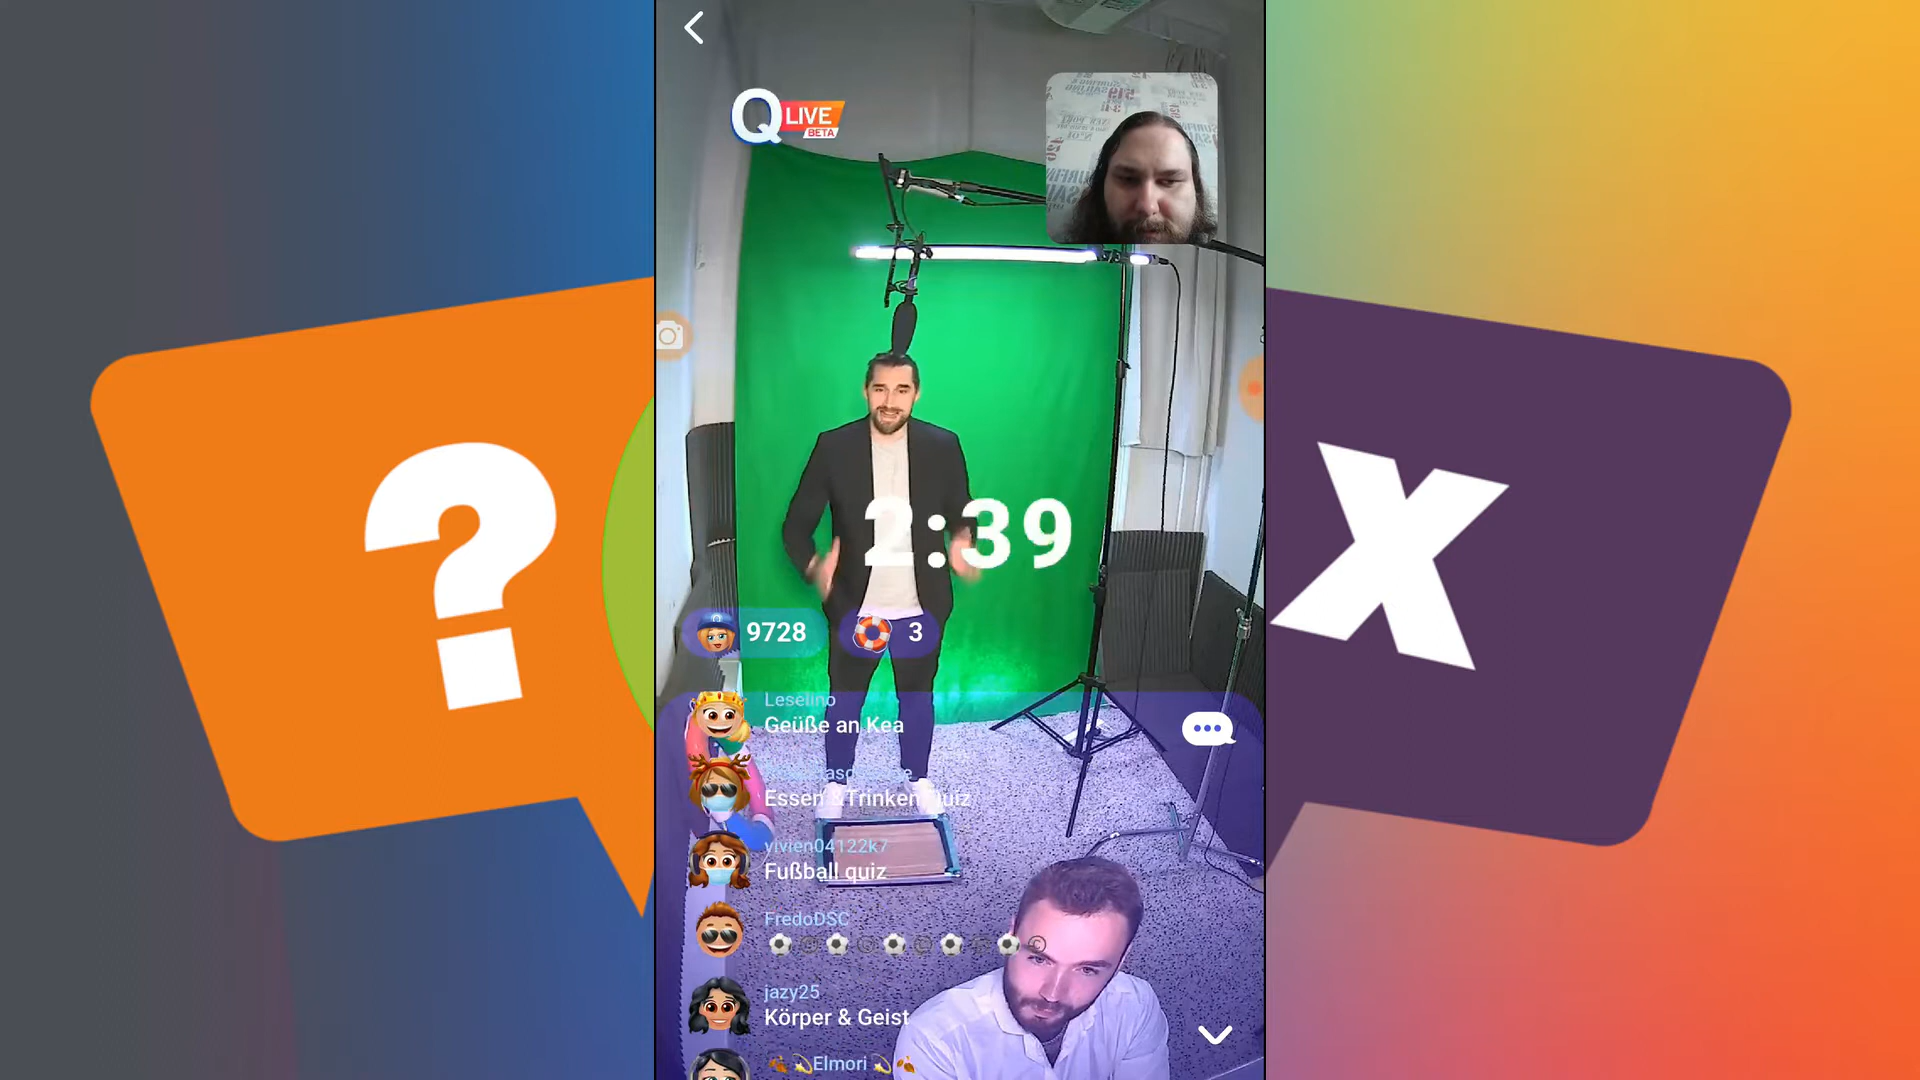 Q LIVE
BETA
2:39
9728
3
Leselino
Geüße an Kea
Essen &Trinken Quiz
vivien04122k7
Fußball quiz
FredoDSC
⚽©⚽©⚽©⚽©⚽©
jazy25
Körper & Geist
🍂💫Elmori💫🍂
?
X